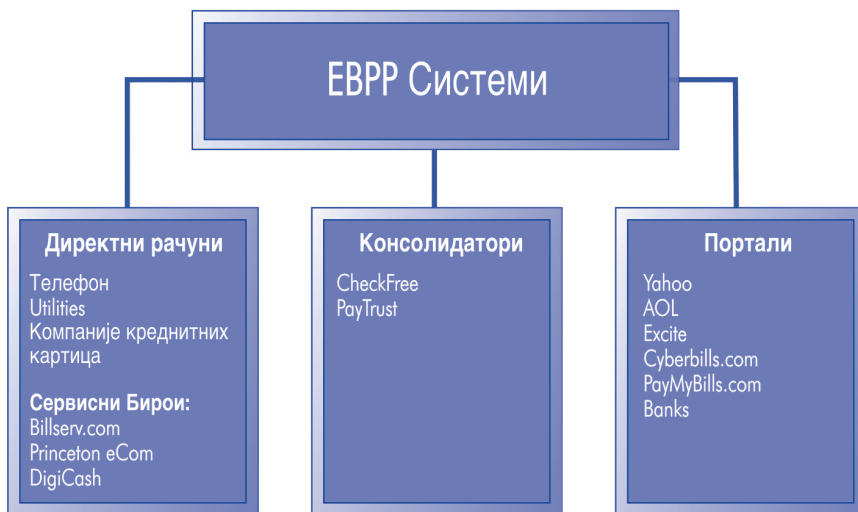 ЕВРР Системи
Директни рачуни
Телефон
Utilities
Компаније креднитних
картица
Сервисни Бирои:
Billserv.com
Princeton eCom
DigiCash
Консолидатори
CheckFree
PayTrust
Портали
Yahoo
AOL
Excite
Cyberbills.com
PayMyBills.com
Banks